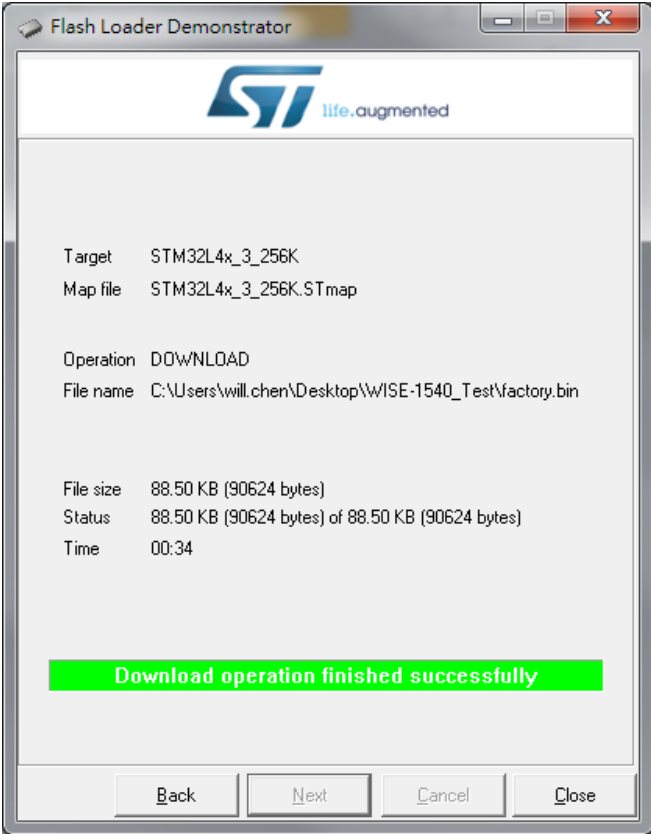 Flash Loader Demonstrator
ST life.augmented
Target STM32L4x_3_256K
Map file STM32L4x_3_256K.STmap
Operation DOWNLOAD
File name C:\Users\will.chen\Desktop\WISE-1540_Test\factory.bin
File size 88.50 KB (90624 bytes)
Status 88.50 KB (90624 bytes) of 88.50 KB (90624 bytes)
Time 00:34
Download operation finished successfully
Back Next Cancel Close